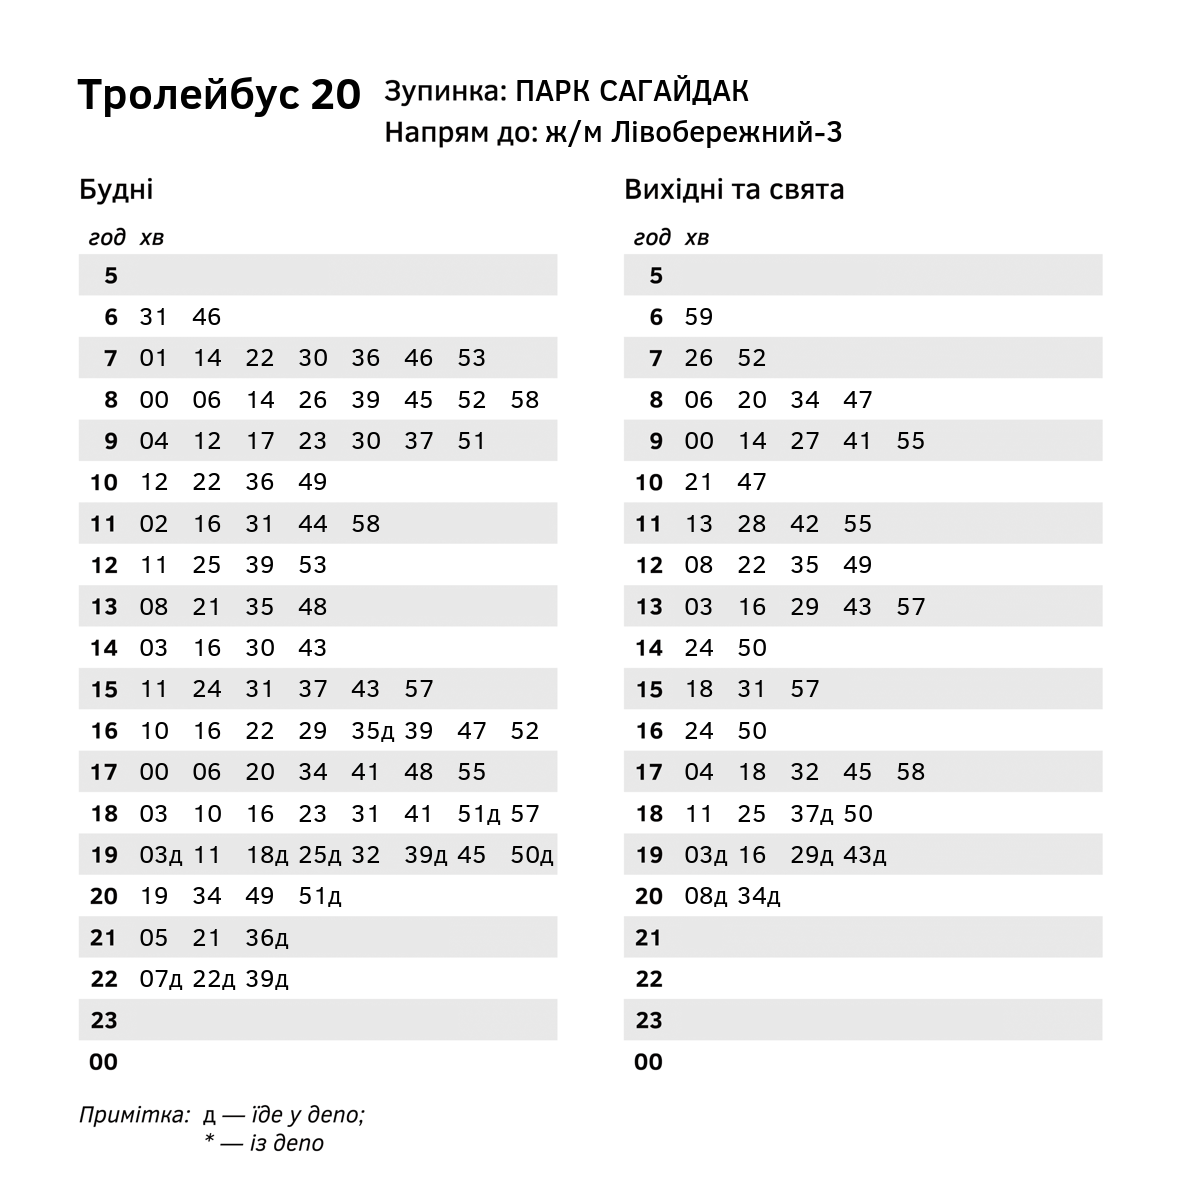 Тролейбус 20
Зупинка: ПАРК САГАЙДАК
Напрям до: ж/м Лівобережний-3
Будні
год хв
5
6 31 46
7 01 14 22 30 36 46 53
8 00 06 14 26 39 45 52 58
9 04 12 17 23 30 37 51
10 12 22 36 49
11 02 16 31 44 58
12 11 25 39 53
13 08 21 35 48
14 03 16 30 43
15 11 24 31 37 43 57
16 10 16 22 29 35д 39 47 52
17 00 06 20 34 41 48 55
18 03 10 16 23 31 41 51д 57
19 03д 11 18д 25д 32 39д 45 50д
20 19 34 49 51д
21 05 21 36д
22 07д 22д 39д
23
00
Вихідні та свята
год хв
5
6 59
7 26 52
8 06 20 34 47
9 00 14 27 41 55
10 21 47
11 13 28 42 55
12 08 22 35 49
13 03 16 29 43 57
14 24 50
15 18 31 57
16 24 50
17 04 18 32 45 58
18 11 25 37д 50
19 03д 16 29д 43д
20 08д 34д
21
22
23
00
Примітка: д — їде у депо;
* — із депо